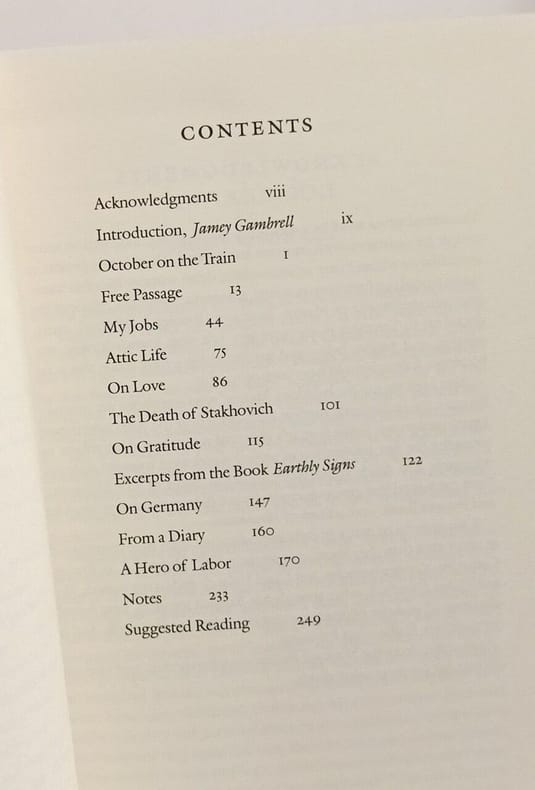 CONTENTS
Acknowledgments viii
Introduction, Jamey Gambrell ix
October on the Train 1
Free Passage 13
My Jobs 44
Attic Life 75
On Love 86
The Death of Stakhovich 101
On Gratitude 115
Excerpts from the Book Earthly Signs 122
On Germany 147
From a Diary 160
A Hero of Labor 170
Notes 233
Suggested Reading 249